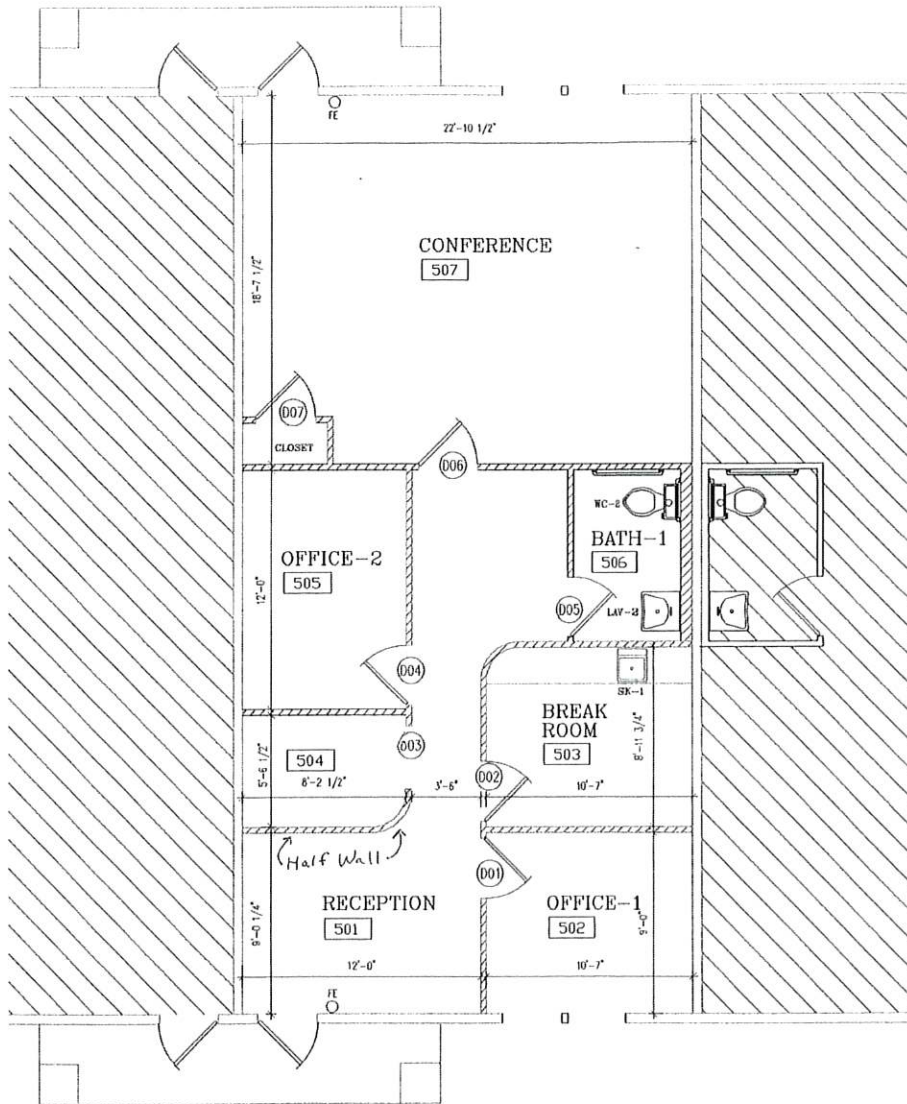 FE
22'-10 1/2"
CONFERENCE
507
18'-7 1/2"
D07
CLOSET
D06
WC-2
OFFICE-2
505
BATH-1
506
12'-0"
D05
LAV-2
D04
SK-1
BREAK
ROOM
503
8'-11 3/4"
D03
504
5'-6 1/2"
8'-2 1/2"
3'-6"
D02
10'-7"
Half Wall
D01
RECEPTION
501
OFFICE-1
502
9'-0 1/4"
9'-0"
12'-0"
10'-7"
FE